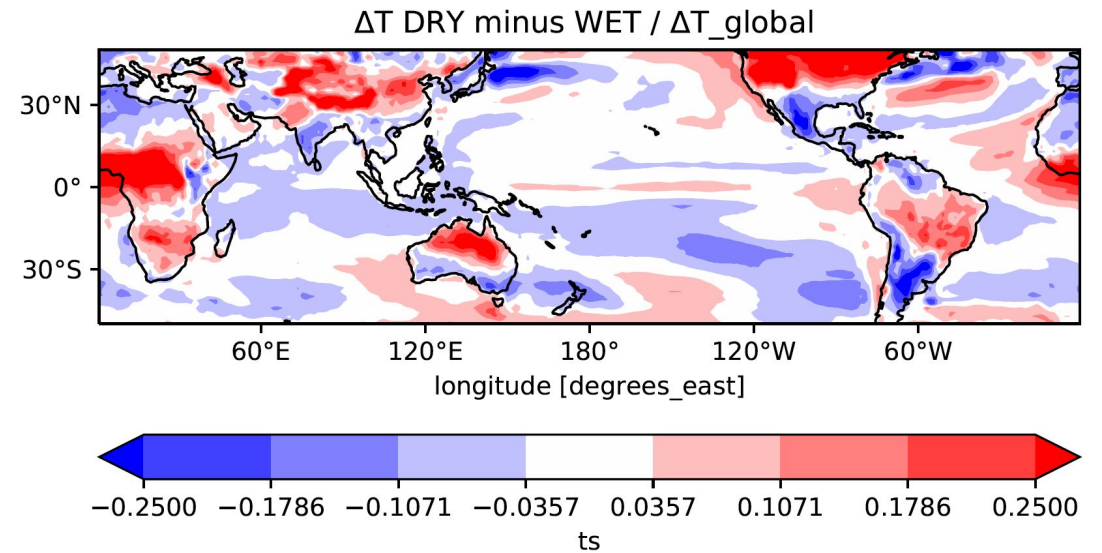 ΔT DRY minus WET / ΔT_global
30°N
0°
30°S
60°E 120°E 180° 120°W 60°W
longitude [degrees_east]
−0.2500 −0.1786 −0.1071 −0.0357 0.0357 0.1071 0.1786 0.2500
ts